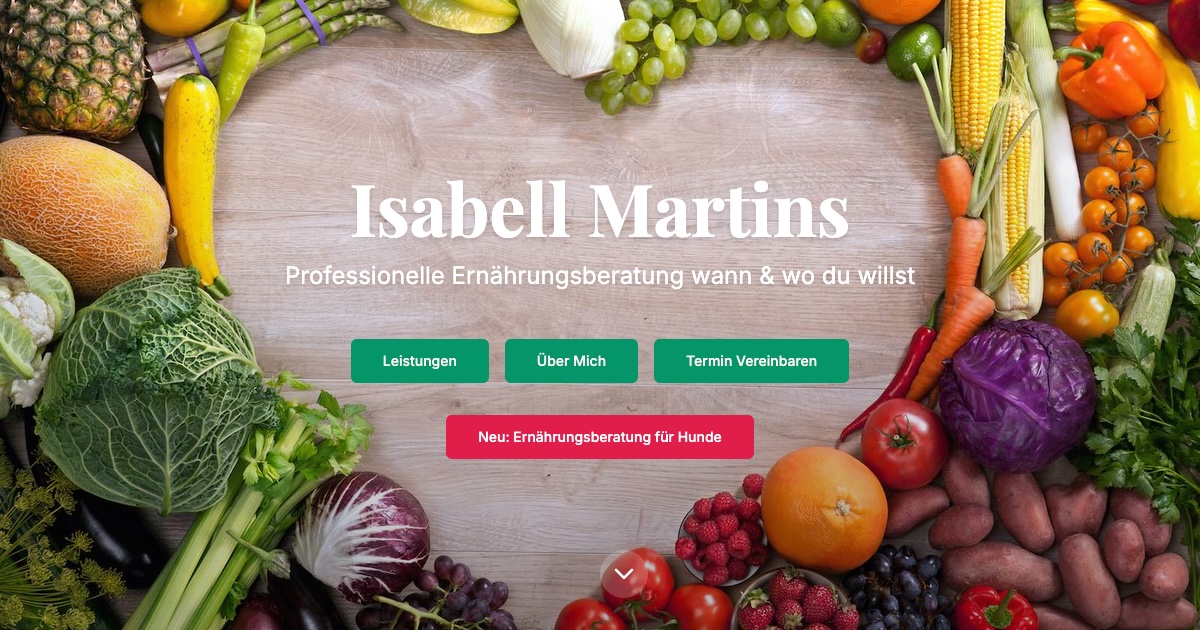 Isabell Martins
Professionelle Ernährungsberatung wann & wo du willst
Leistungen
Über Mich
Termin Vereinbaren
Neu: Ernährungsberatung für Hunde